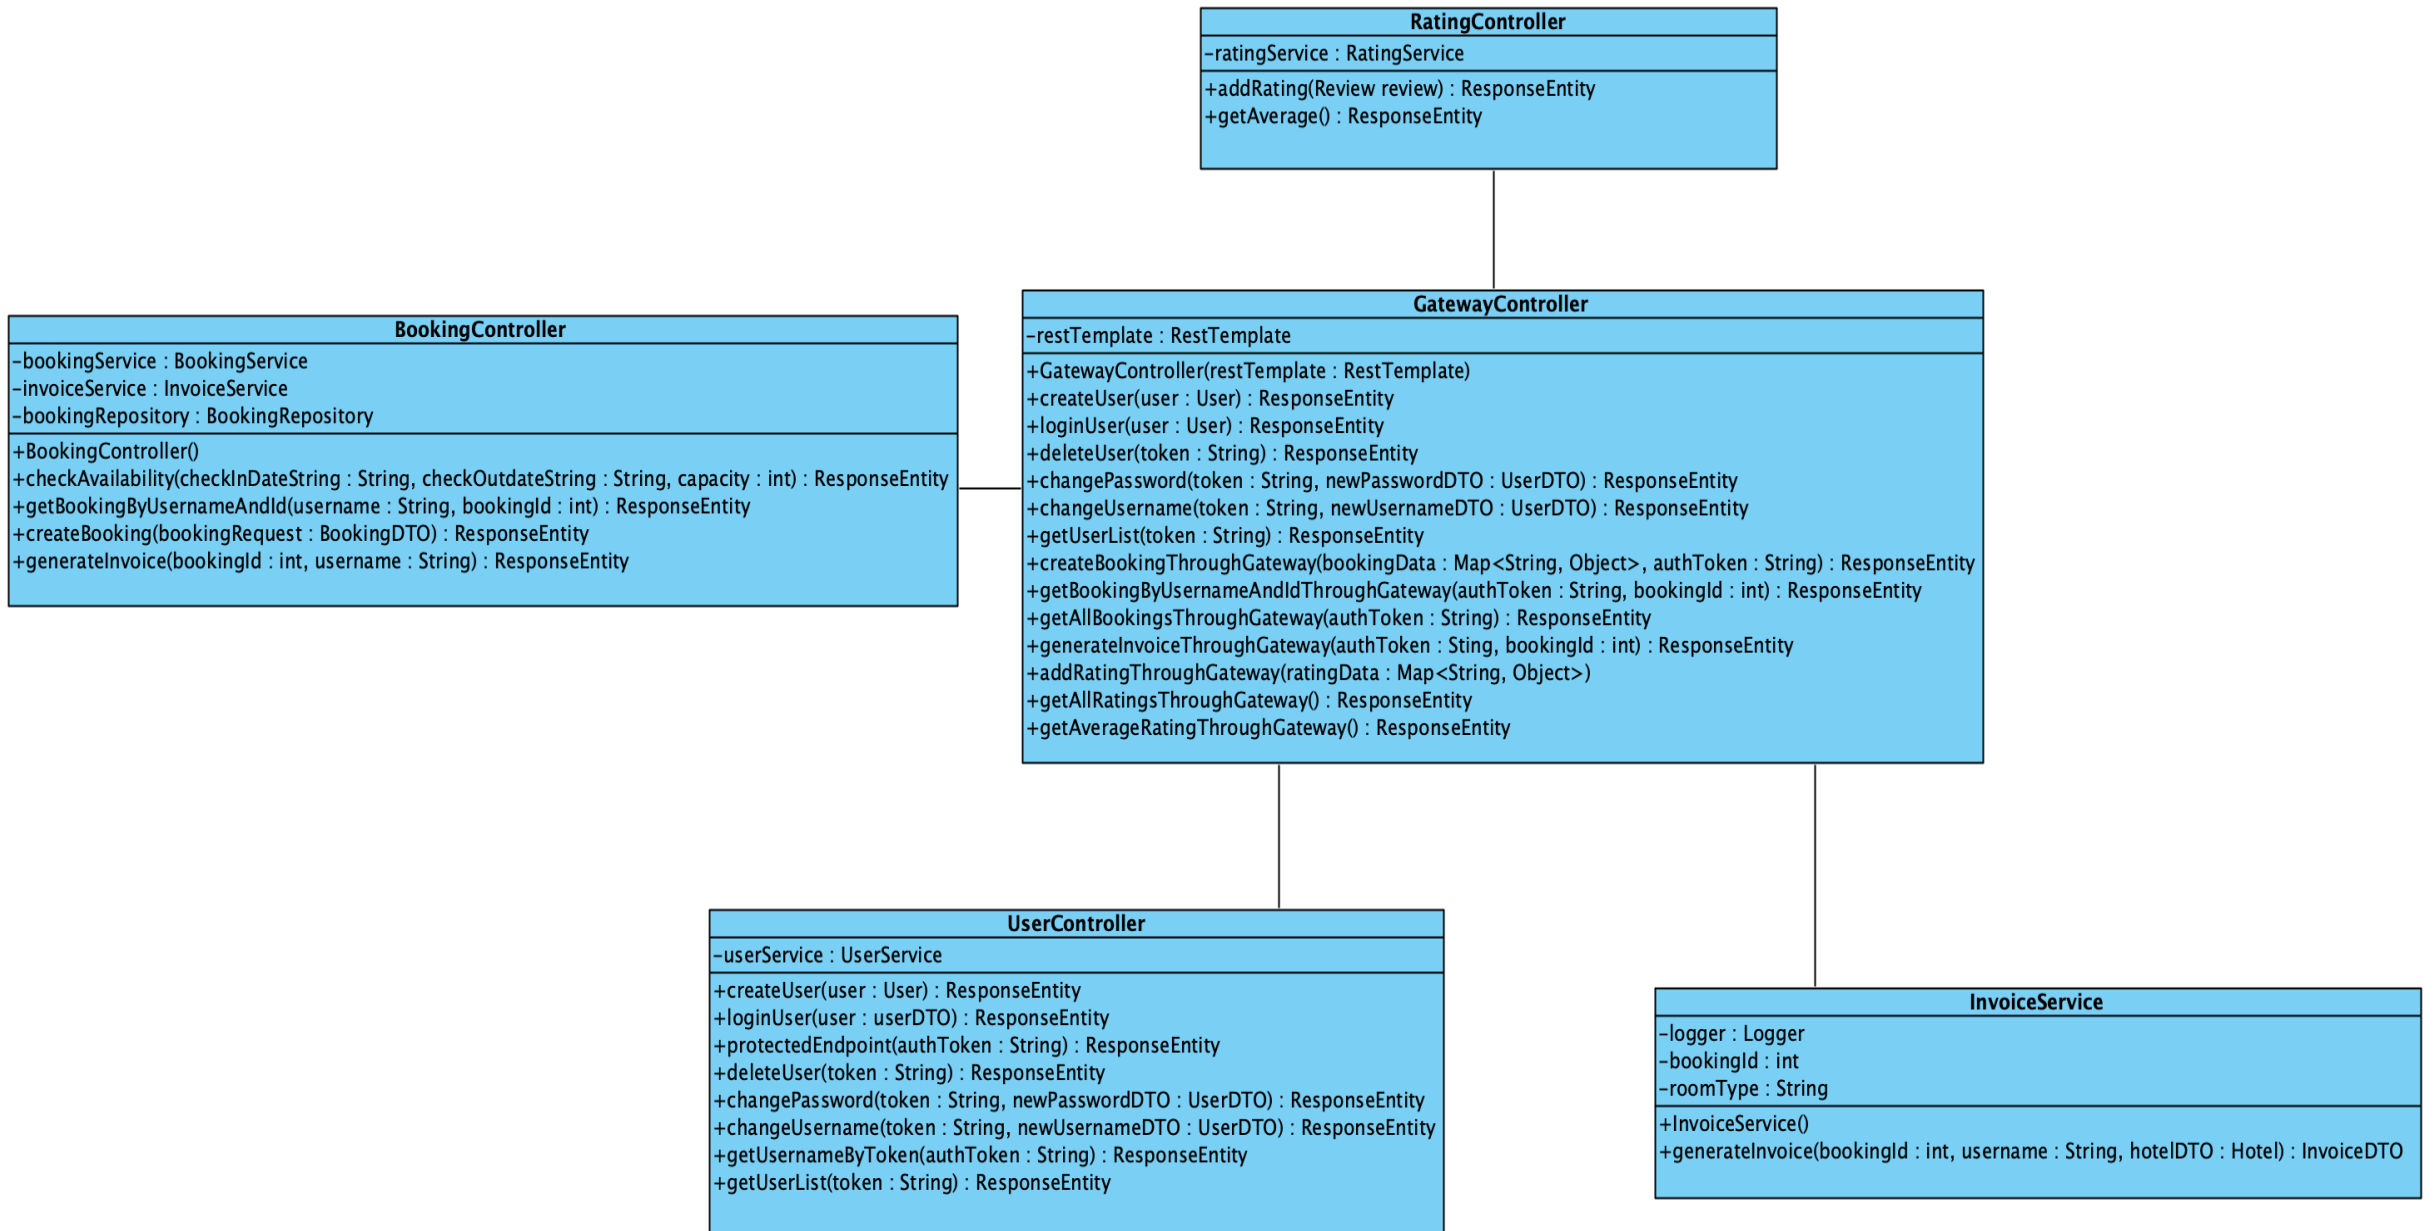 RatingController
-ratingService : RatingService
+addRating(Review review) : ResponseEntity
+getAverage() : ResponseEntity
BookingController
-bookingService : BookingService
-invoiceService : InvoiceService
-bookingRepository : BookingRepository
+BookingController()
+checkAvailability(checkInDateString : String, checkOutdateString : String, capacity : int) : ResponseEntity
+getBookingByUsernameAndId(username : String, bookingId : int) : ResponseEntity
+createBooking(bookingRequest : BookingDTO) : ResponseEntity
+generateInvoice(bookingId : int, username : String) : ResponseEntity
GatewayController
-restTemplate : RestTemplate
+GatewayController(restTemplate : RestTemplate)
+createUser(user : User) : ResponseEntity
+loginUser(user : User) : ResponseEntity
+deleteUser(token : String) : ResponseEntity
+changePassword(token : String, newPasswordDTO : UserDTO) : ResponseEntity
+changeUsername(token : String, newUsernameDTO : UserDTO) : ResponseEntity
+getUserList(token : String) : ResponseEntity
+createBookingThroughGateway(bookingData : Map<String, Object>, authToken : String) : ResponseEntity
+getBookingByUsernameAndIdThroughGateway(authToken : String, bookingId : int) : ResponseEntity
+getAllBookingsThroughGateway(authToken : String) : ResponseEntity
+generateInvoiceThroughGateway(authToken : Sting, bookingId : int) : ResponseEntity
+addRatingThroughGateway(ratingData : Map<String, Object>)
+getAllRatingsThroughGateway() : ResponseEntity
+getAverageRatingThroughGateway() : ResponseEntity
UserController
-userService : UserService
+createUser(user : User) : ResponseEntity
+loginUser(user : userDTO) : ResponseEntity
+protectedEndpoint(authToken : String) : ResponseEntity
+deleteUser(token : String) : ResponseEntity
+changePassword(token : String, newPasswordDTO : UserDTO) : ResponseEntity
+changeUsername(token : String, newUsernameDTO : UserDTO) : ResponseEntity
+getUsernameByToken(authToken : String) : ResponseEntity
+getUserList(token : String) : ResponseEntity
InvoiceService
-logger : Logger
-bookingId : int
-roomType : String
+InvoiceService()
+generateInvoice(bookingId : int, username : String, hotelDTO : Hotel) : InvoiceDTO